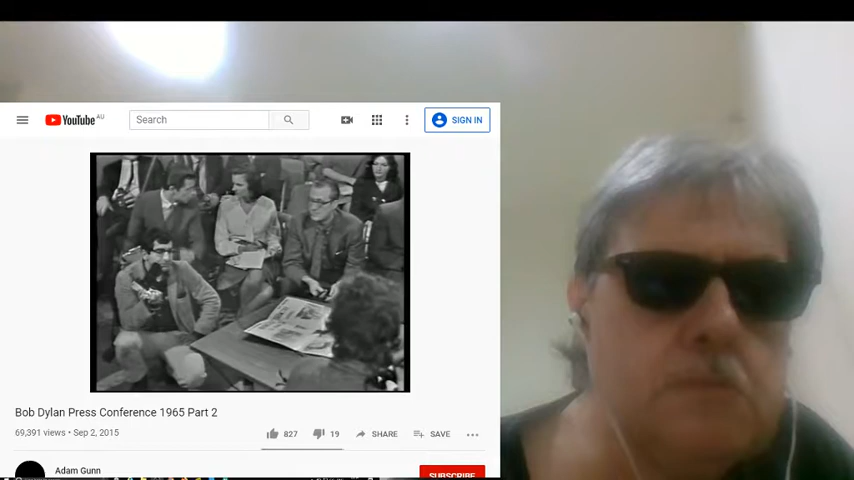 YouTube AU
Search
SIGN IN
Bob Dylan Press Conference 1965 Part 2
69,391 views • Sep 2, 2015
827
19
SHARE
SAVE
Adam Gunn
SUBSCRIBE